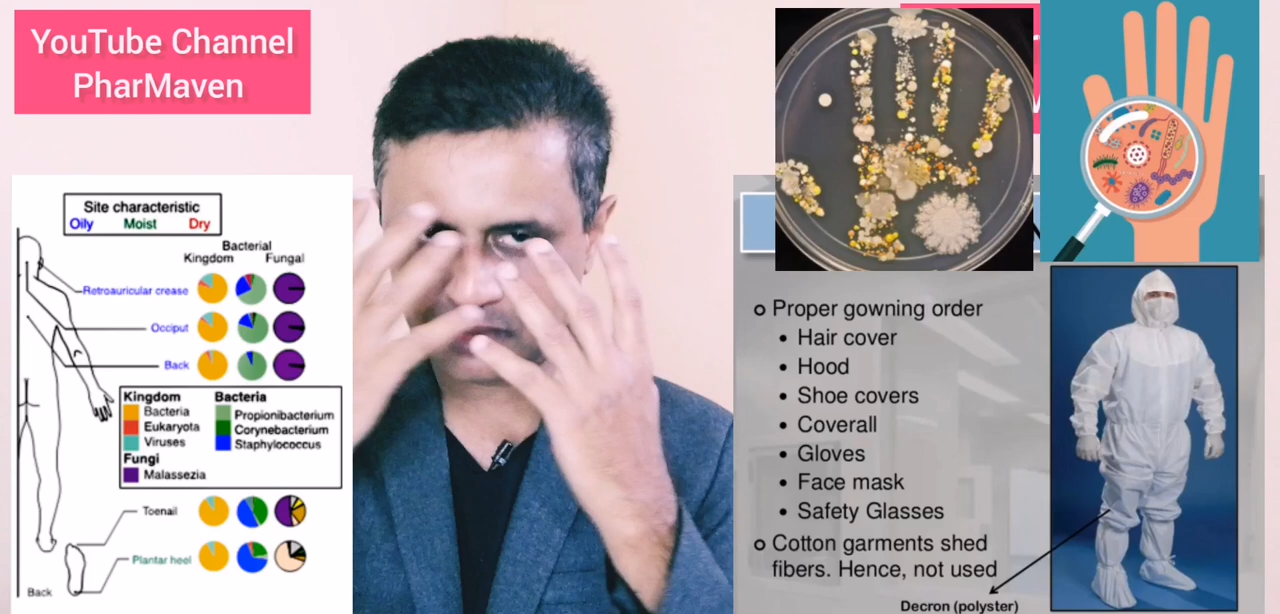 YouTube Channel
PharMaven
Site characteristic
Oily Moist Dry
Bacterial
Kingdom Fungal
Retroauricular crease
Occiput
Back
Kingdom Bacteria
Bacteria Propionibacterium
Eukaryota Corynebacterium
Viruses Staphylococcus
Fungi
Malassezia
Toenail
Plantar heel
Back
Proper gowning order
Hair cover
Hood
Shoe covers
Coverall
Gloves
Face mask
Safety Glasses
Cotton garments shed
fibers. Hence, not used
Decron (polyster)